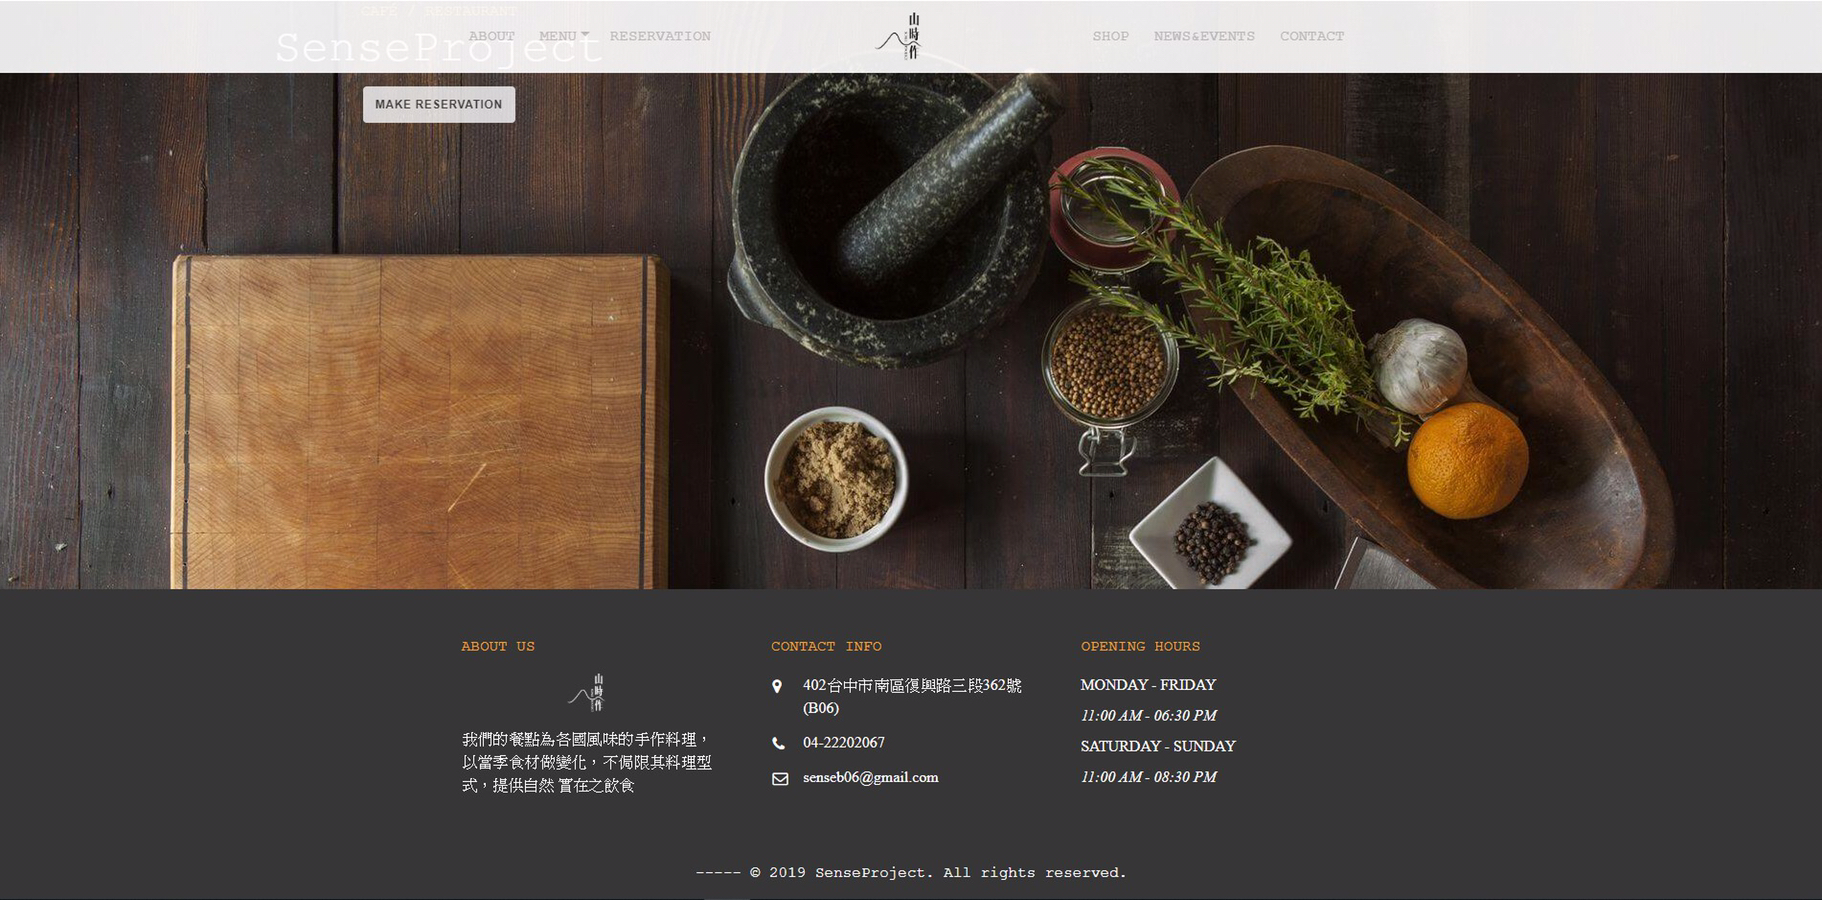 CAFE / RESTAURANT
SenseProject
ABOUT MENU RESERVATION
山時作
SHOP NEWS&EVENTS CONTACT
MAKE RESERVATION
ABOUT US
山時作
我們的餐點為各國風味的手作料理，
以當季食材做變化，不侷限其料理型
式，提供自然 實在之飲食
CONTACT INFO
402台中市南區復興路三段362號
(B06)
04-22202067
senseb06@gmail.com
OPENING HOURS
MONDAY - FRIDAY
11:00 AM - 06:30 PM
SATURDAY - SUNDAY
11:00 AM - 08:30 PM
----- © 2019 SenseProject. All rights reserved.